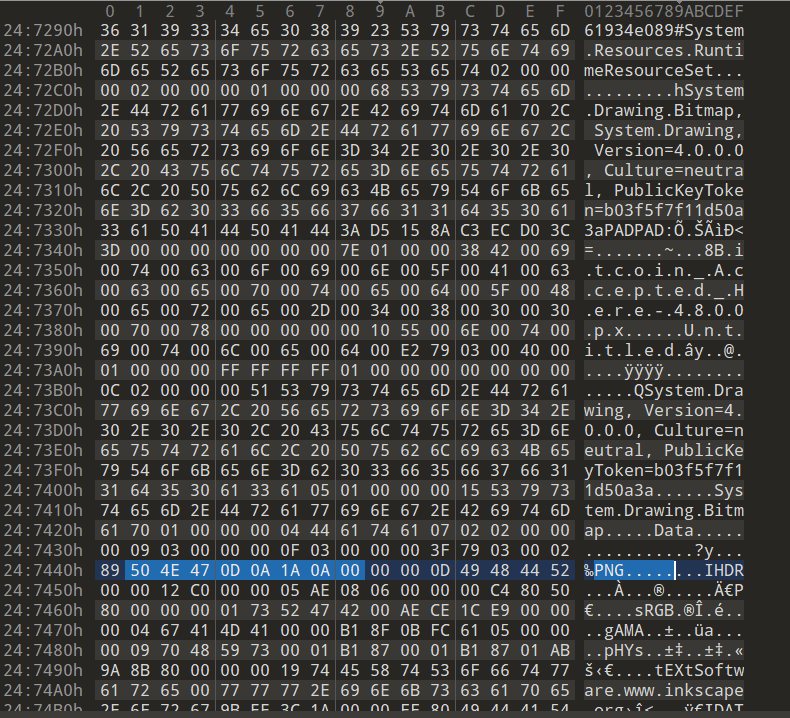 0 1 2 3 4 5 6 7 8 9 A B C D E F 0123456789ABCDEF
24:7290h 36 31 39 33 34 65 30 38 39 23 53 79 73 74 65 6D 61934e089#System
24:72A0h 2E 52 65 73 6F 75 72 63 65 73 2E 52 75 6E 74 69 .Resources.Runti
24:72B0h 6D 65 52 65 73 6F 75 72 63 65 53 65 74 02 00 00 meResourceSet...
24:72C0h 00 02 00 00 00 01 00 00 00 68 53 79 73 74 65 6D .........hSystem
24:72D0h 2E 44 72 61 77 69 6E 67 2E 42 69 74 6D 61 70 2C .Drawing.Bitmap,
24:72E0h 20 53 79 73 74 65 6D 2E 44 72 61 77 69 6E 67 2C System.Drawing,
24:72F0h 20 56 65 72 73 69 6F 6E 3D 34 2E 30 2E 30 2E 30 Version=4.0.0.0
24:7300h 2C 20 43 75 6C 74 75 72 65 3D 6E 65 75 74 72 61 , Culture=neutra
24:7310h 6C 2C 20 50 75 62 6C 69 63 4B 65 79 54 6F 6B 65 l, PublicKeyToke
24:7320h 6E 3D 62 30 33 66 35 66 37 66 31 31 64 35 30 61 n=b03f5f7f11d50a
24:7330h 33 61 50 41 44 50 41 44 3A D5 15 8A C3 EC D0 3C 3aPADPAD:Õ.ŠÃìÐ<
24:7340h 3D 00 00 00 00 00 00 00 7E 01 00 00 38 42 00 69 =.......~...8B.i
24:7350h 00 74 00 63 00 6F 00 69 00 6E 00 5F 00 41 00 63 .t.c.o.i.n._.A.c
24:7360h 00 63 00 65 00 70 00 74 00 65 00 64 00 5F 00 48 .c.e.p.t.e.d._.H
24:7370h 00 65 00 72 00 65 00 2D 00 34 00 38 00 30 00 30 .e.r.e.-.4.8.0.0
24:7380h 00 70 00 78 00 00 00 00 00 10 55 00 6E 00 74 00 .p.x......U.n.t.
24:7390h 69 00 74 00 6C 00 65 00 64 00 E2 79 03 00 40 00 i.t.l.e.d.ây..@.
24:73A0h 01 00 00 00 FF FF FF FF 01 00 00 00 00 00 00 00 ....ÿÿÿÿ........
24:73B0h 0C 02 00 00 00 51 53 79 73 74 65 6D 2E 44 72 61 .....QSystem.Dra
24:73C0h 77 69 6E 67 2C 20 56 65 72 73 69 6F 6E 3D 34 2E wing, Version=4.
24:73D0h 30 2E 30 2E 30 2C 20 43 75 6C 74 75 72 65 3D 6E 0.0.0, Culture=n
24:73E0h 65 75 74 72 61 6C 2C 20 50 75 62 6C 69 63 4B 65 eutral, PublicKe
24:73F0h 79 54 6F 6B 65 6E 3D 62 30 33 66 35 66 37 66 31 yToken=b03f5f7f1
24:7400h 31 64 35 30 61 33 61 05 01 00 00 00 15 53 79 73 1d50a3a......Sys
24:7410h 74 65 6D 2E 44 72 61 77 69 6E 67 2E 42 69 74 6D tem.Drawing.Bitm
24:7420h 61 70 01 00 00 00 04 44 61 74 61 07 02 02 00 00 ap.....Data.....
24:7430h 00 09 03 00 00 00 0F 03 00 00 00 3F 79 03 00 02 ...........?y...
24:7440h 89 50 4E 47 0D 0A 1A 0A 00 00 00 0D 49 48 44 52 ‰PNG........IHDR
24:7450h 00 00 12 C0 00 00 05 AE 08 06 00 00 00 C4 80 50 ...À...®.....Ä€P
24:7460h 80 00 00 00 01 73 52 47 42 00 AE CE 1C E9 00 00 €....sRGB.®Î.é..
24:7470h 00 04 67 41 4D 41 00 00 B1 8F 0B FC 61 05 00 00 ..gAMA..±..üa...
24:7480h 00 09 70 48 59 73 00 01 B1 87 00 01 B1 87 01 AB ..pHYs..±‡..±‡.«
24:7490h 9A 8B 80 00 00 00 19 74 45 58 74 53 6F 66 74 77 š‹€....tEXtSoftw
24:74A0h 61 72 65 00 77 77 77 2E 69 6E 6B 73 63 61 70 65 are.www.inkscape
24:74B0h 2E 6F 72 67 9B EE 3C 1A 00 00 FF 80 49 44 41 54 .org›î<...ÿ€IDAT